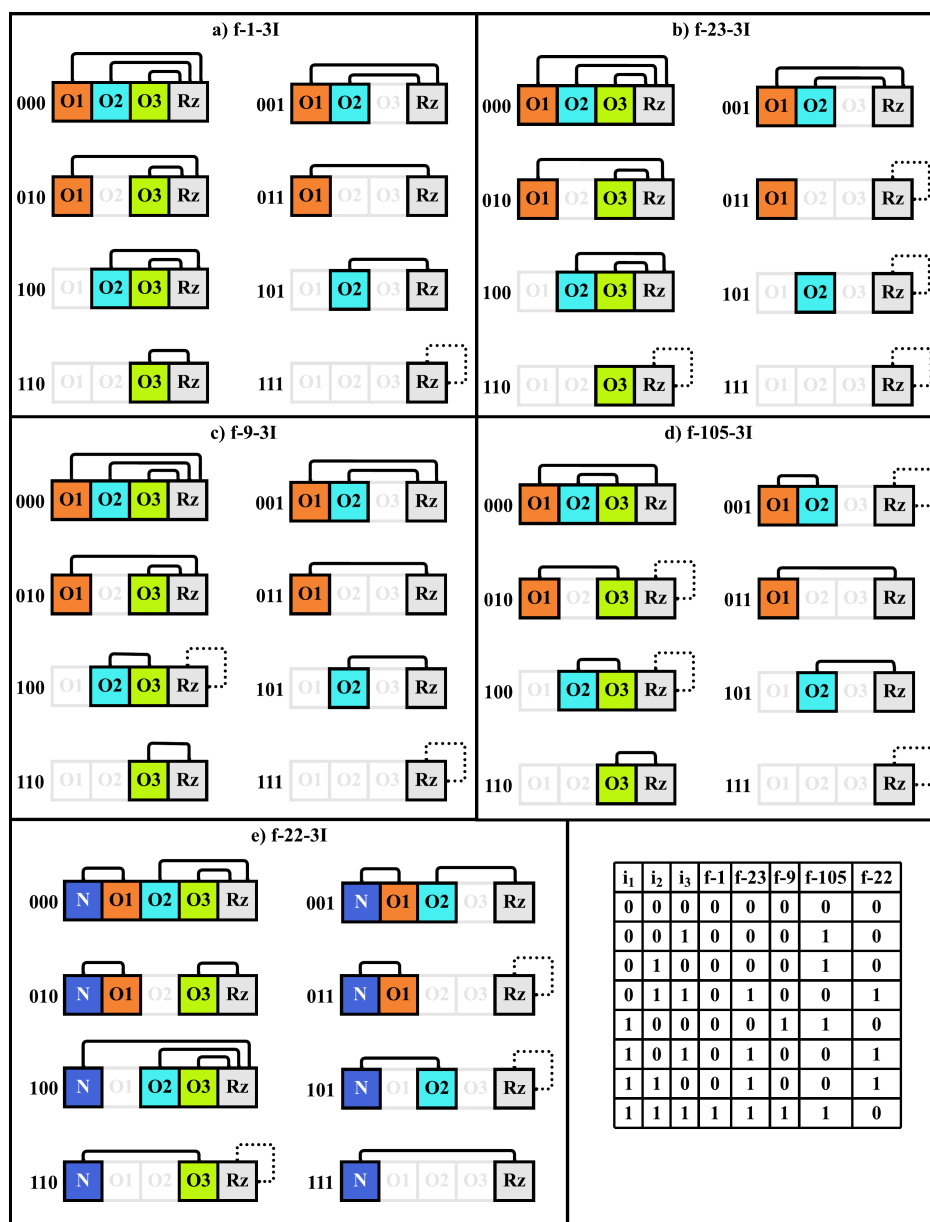 a) f-1-3I
000 O1 O2 O3 Rz
001 O1 O2 O3 Rz
010 O1 O2 O3 Rz
011 O1 O2 O3 Rz
100 O1 O2 O3 Rz
101 O1 O2 O3 Rz
110 O1 O2 O3 Rz
111 O1 O2 O3 Rz
b) f-23-3I
000 O1 O2 O3 Rz
001 O1 O2 O3 Rz
010 O1 O2 O3 Rz
011 O1 O2 O3 Rz
100 O1 O2 O3 Rz
101 O1 O2 O3 Rz
110 O1 O2 O3 Rz
111 O1 O2 O3 Rz
c) f-9-3I
000 O1 O2 O3 Rz
001 O1 O2 O3 Rz
010 O1 O2 O3 Rz
011 O1 O2 O3 Rz
100 O1 O2 O3 Rz
101 O1 O2 O3 Rz
110 O1 O2 O3 Rz
111 O1 O2 O3 Rz
d) f-105-3I
000 O1 O2 O3 Rz
001 O1 O2 O3 Rz
010 O1 O2 O3 Rz
011 O1 O2 O3 Rz
100 O1 O2 O3 Rz
101 O1 O2 O3 Rz
110 O1 O2 O3 Rz
111 O1 O2 O3 Rz
e) f-22-3I
000 N O1 O2 O3 Rz
001 N O1 O2 O3 Rz
010 N O1 O2 O3 Rz
011 N O1 O2 O3 Rz
100 N O1 O2 O3 Rz
101 N O1 O2 O3 Rz
110 N O1 O2 O3 Rz
111 N O1 O2 O3 Rz
i₁ i₂ i₃ f-1 f-23 f-9 f-105 f-22
0 0 0 0 0 0 0 0
0 0 1 0 0 0 1 0
0 1 0 0 0 0 1 0
0 1 1 0 1 0 0 1
1 0 0 0 0 1 1 0
1 0 1 0 1 0 0 1
1 1 0 0 1 0 0 1
1 1 1 1 1 1 1 0